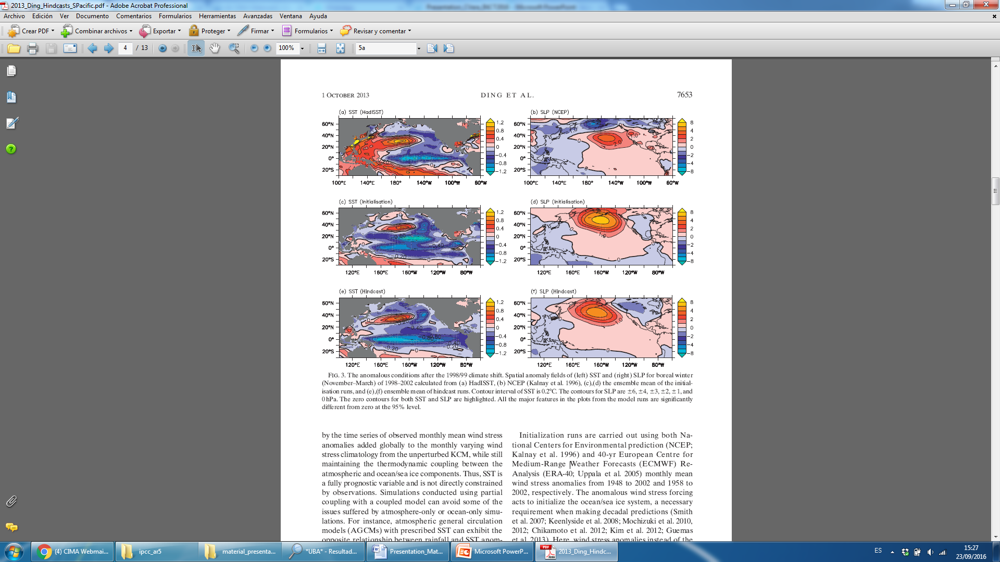 2013_Ding_Hindcasts_SPacific.pdf - Adobe Acrobat Professional
Archivo Edición Ver Documento Comentarios Formularios Herramientas Avanzadas Ventana Ayuda
Crear PDF Combinar archivos Exportar Proteger Firmar Formularios Revisar y comentar
4 / 13 100% 5a
1 OCTOBER 2013 DING ET AL. 7653
(a) SST (HadISST) (b) SLP (NCEP)
60°N 40°N 20°N 0° 20°S
1.2 0.8 0.4 0 -0.4 -0.8 -1.2
60°N 40°N 20°N 0° 20°S
8 4 2 0 -2 -4 -8
100°E 140°E 180° 140°W 100°W 60°W
100°E 140°E 180° 140°W 100°W 60°W
(c) SST (Initialisation) (d) SLP (Initialisation)
60°N 40°N 20°N 0° 20°S
1.2 0.8 0.4 0 -0.4 -0.8 -1.2
60°N 40°N 20°N 0° 20°S
8 4 2 0 -2 -4 -8
120°E 160°E 160°W 120°W 80°W
120°E 160°E 160°W 120°W 80°W
(e) SST (Hindcast) (f) SLP (Hindcast)
60°N 40°N 20°N 0° 20°S
1.2 0.8 0.4 0 -0.4 -0.8 -1.2
60°N 40°N 20°N 0° 20°S
8 4 2 0 -2 -4 -8
120°E 160°E 160°W 120°W 80°W
120°E 160°E 160°W 120°W 80°W
FIG. 3. The anomalous conditions after the 1998/99 climate shift. Spatial anomaly fields of (left) SST and (right) SLP for boreal winter
(November–March) of 1998–2002 calculated from (a) HadISST, (b) NCEP (Kalnay et al. 1996), (c),(d) the ensemble mean of the initial-
isation runs, and (e),(f) ensemble mean of hindcast runs. Contour interval of SST is 0.2°C. The contours for SLP are ±6, ±4, ±3, ±2, ±1, and
0 hPa. The zero contours for both SST and SLP are highlighted. All the major features in the plots from the model runs are significantly
different from zero at the 95% level.
by the time series of observed monthly mean wind stress
anomalies added globally to the monthly varying wind
stress climatology from the unperturbed KCM, while still
maintaining the thermodynamic coupling between the
atmospheric and ocean/sea ice components. Thus, SST is
a fully prognostic variable and is not directly constrained
by observations. Simulations conducted using partial
coupling with a coupled model can avoid some of the
issues suffered by atmosphere-only or ocean-only simu-
lations. For instance, atmospheric general circulation
models (AGCMs) with prescribed SST can exhibit the
opposite relationship between rainfall and SST anom-
Initialization runs are carried out using both Na-
tional Centers for Environmental prediction (NCEP;
Kalnay et al. 1996) and 40-yr European Centre for
Medium-Range Weather Forecasts (ECMWF) Re-
Analysis (ERA-40; Uppala et al. 2005) monthly mean
wind stress anomalies from 1948 to 2002 and 1958 to
2002, respectively. The anomalous wind stress forcing
acts to initialize the ocean/sea ice system, a necessary
requirement when making decadal predictions (Smith
et al. 2007; Keenlyside et al. 2008; Mochizuki et al. 2010,
2012; Chikamoto et al. 2012; Kim et al. 2012; Guemas
et al. 2013). Here, wind stress anomalies instead of the
(4) CIMA Webmai... ipcc_ar5 material_presenta... *UBA* - Resultad... Presentation_Mat... Microsoft PowerP... 2013_Ding_Hindc... ES 15:27
23/09/2016